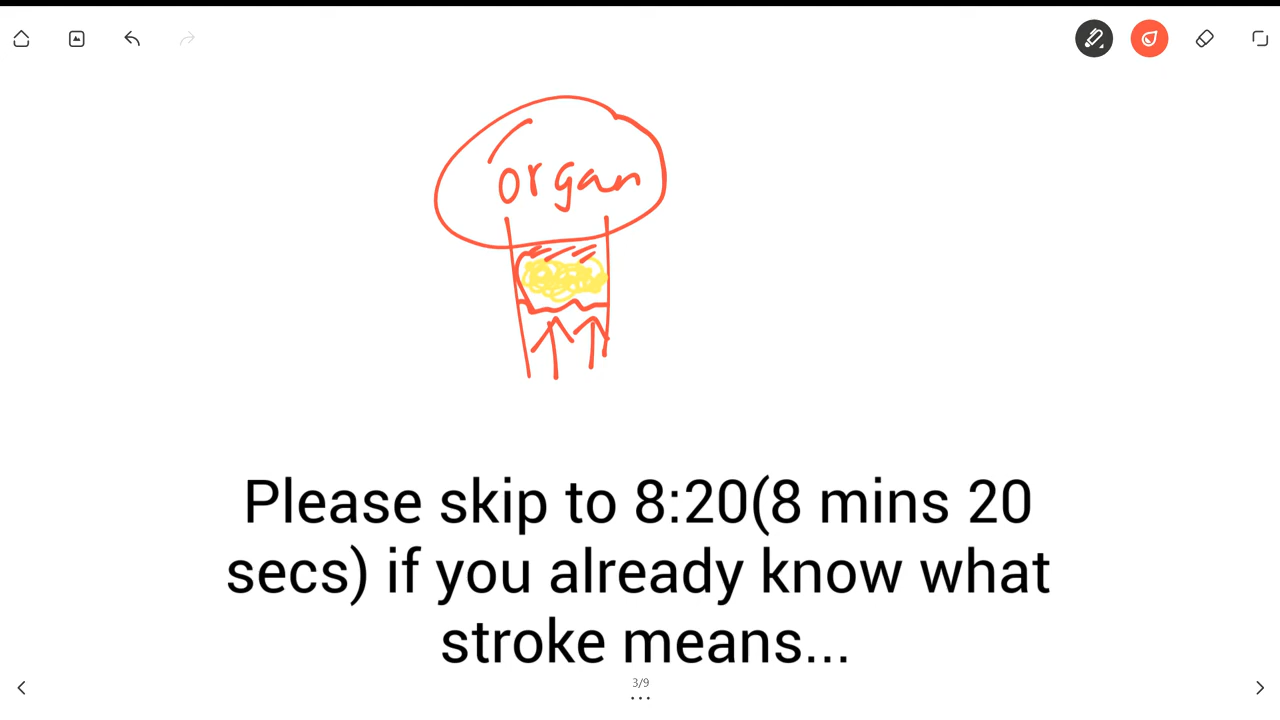 organ
Please skip to 8:20(8 mins 20
secs) if you already know what
stroke means...
3/9